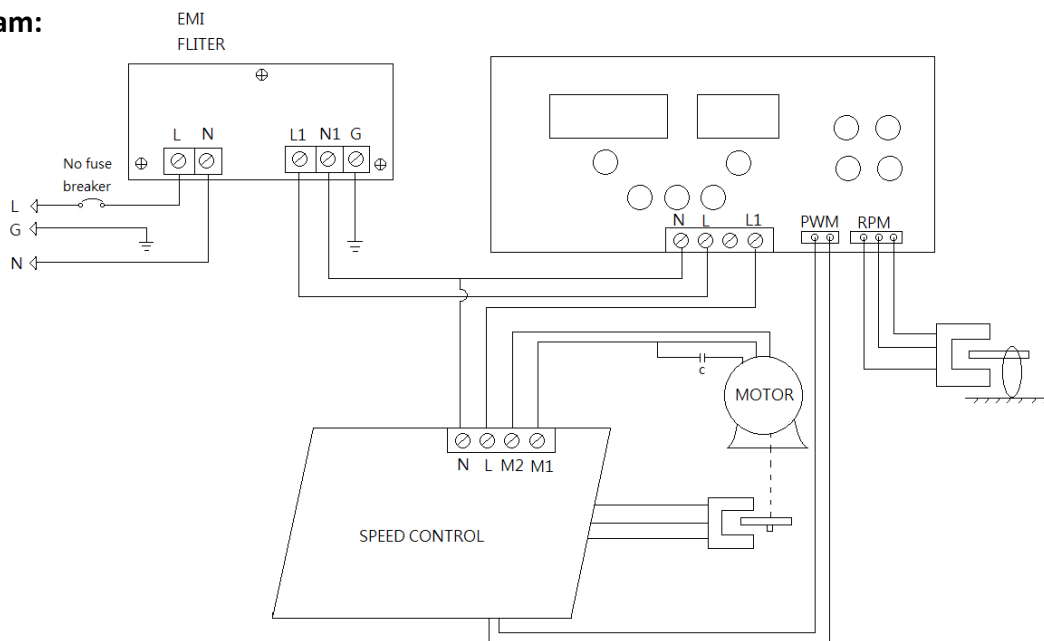 am:
EMI
FLITER
L N
L1 N1 G
No fuse
breaker
L
G
N
N L L1
PWM RPM
c
MOTOR
N L M2 M1
SPEED CONTROL